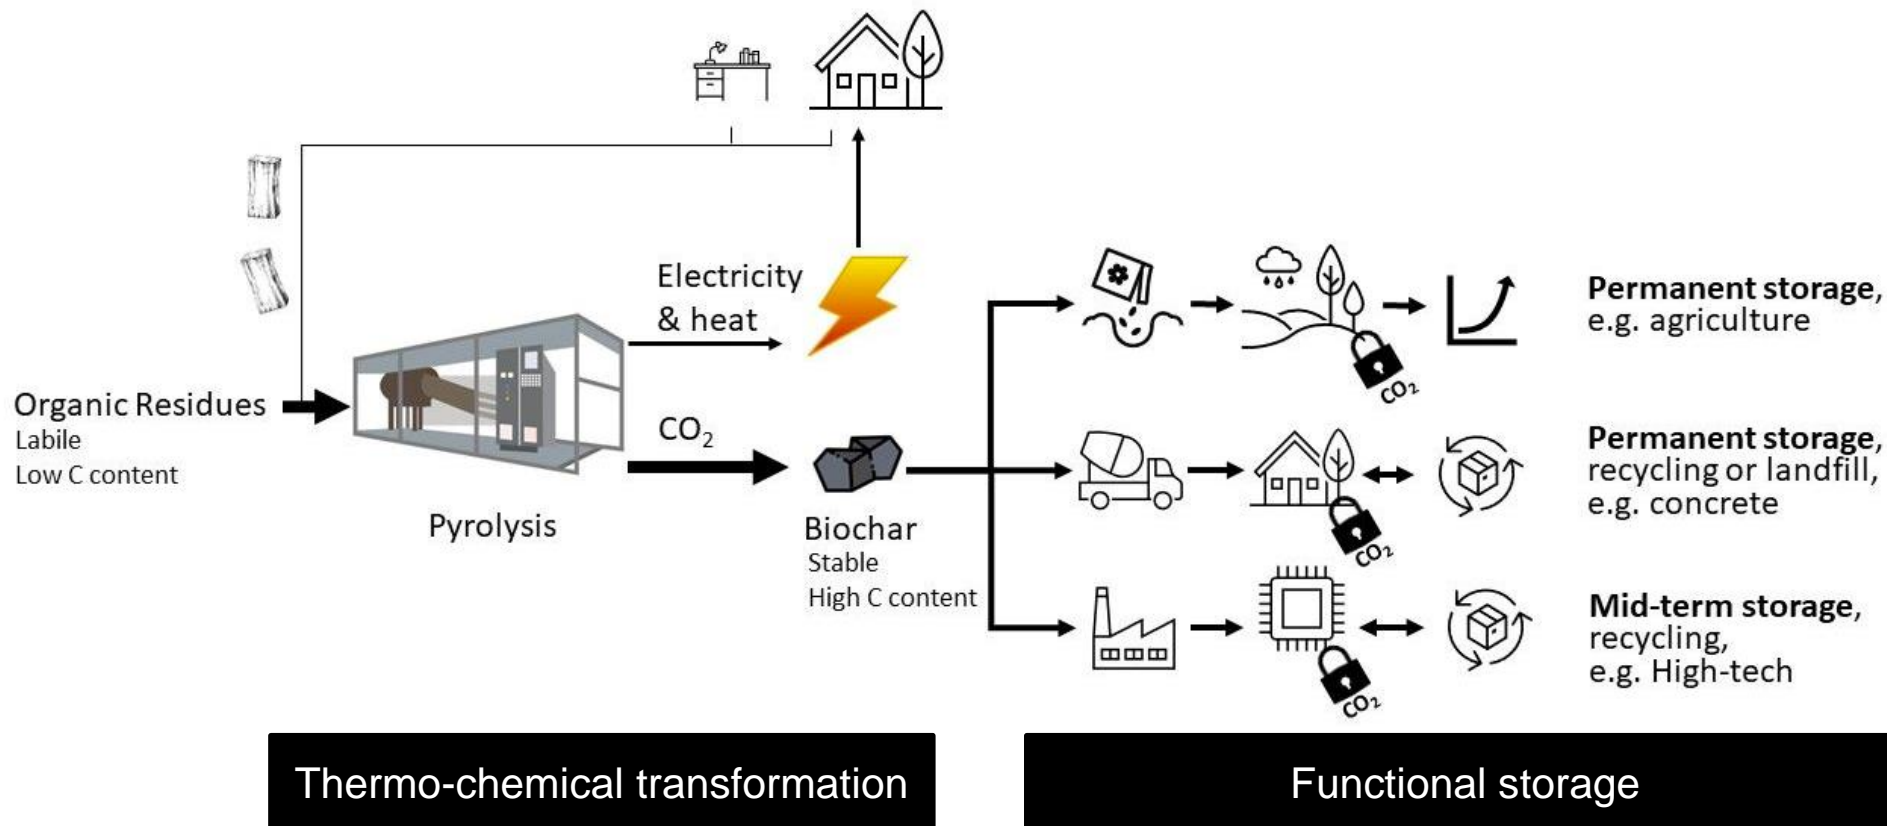 Organic Residues
Labile
Low C content
Pyrolysis
Electricity
& heat
CO₂
Biochar
Stable
High C content
CO₂
Permanent storage,
e.g. agriculture
CO₂
Permanent storage,
recycling or landfill,
e.g. concrete
CO₂
Mid-term storage,
recycling,
e.g. High-tech
Thermo-chemical transformation
Functional storage